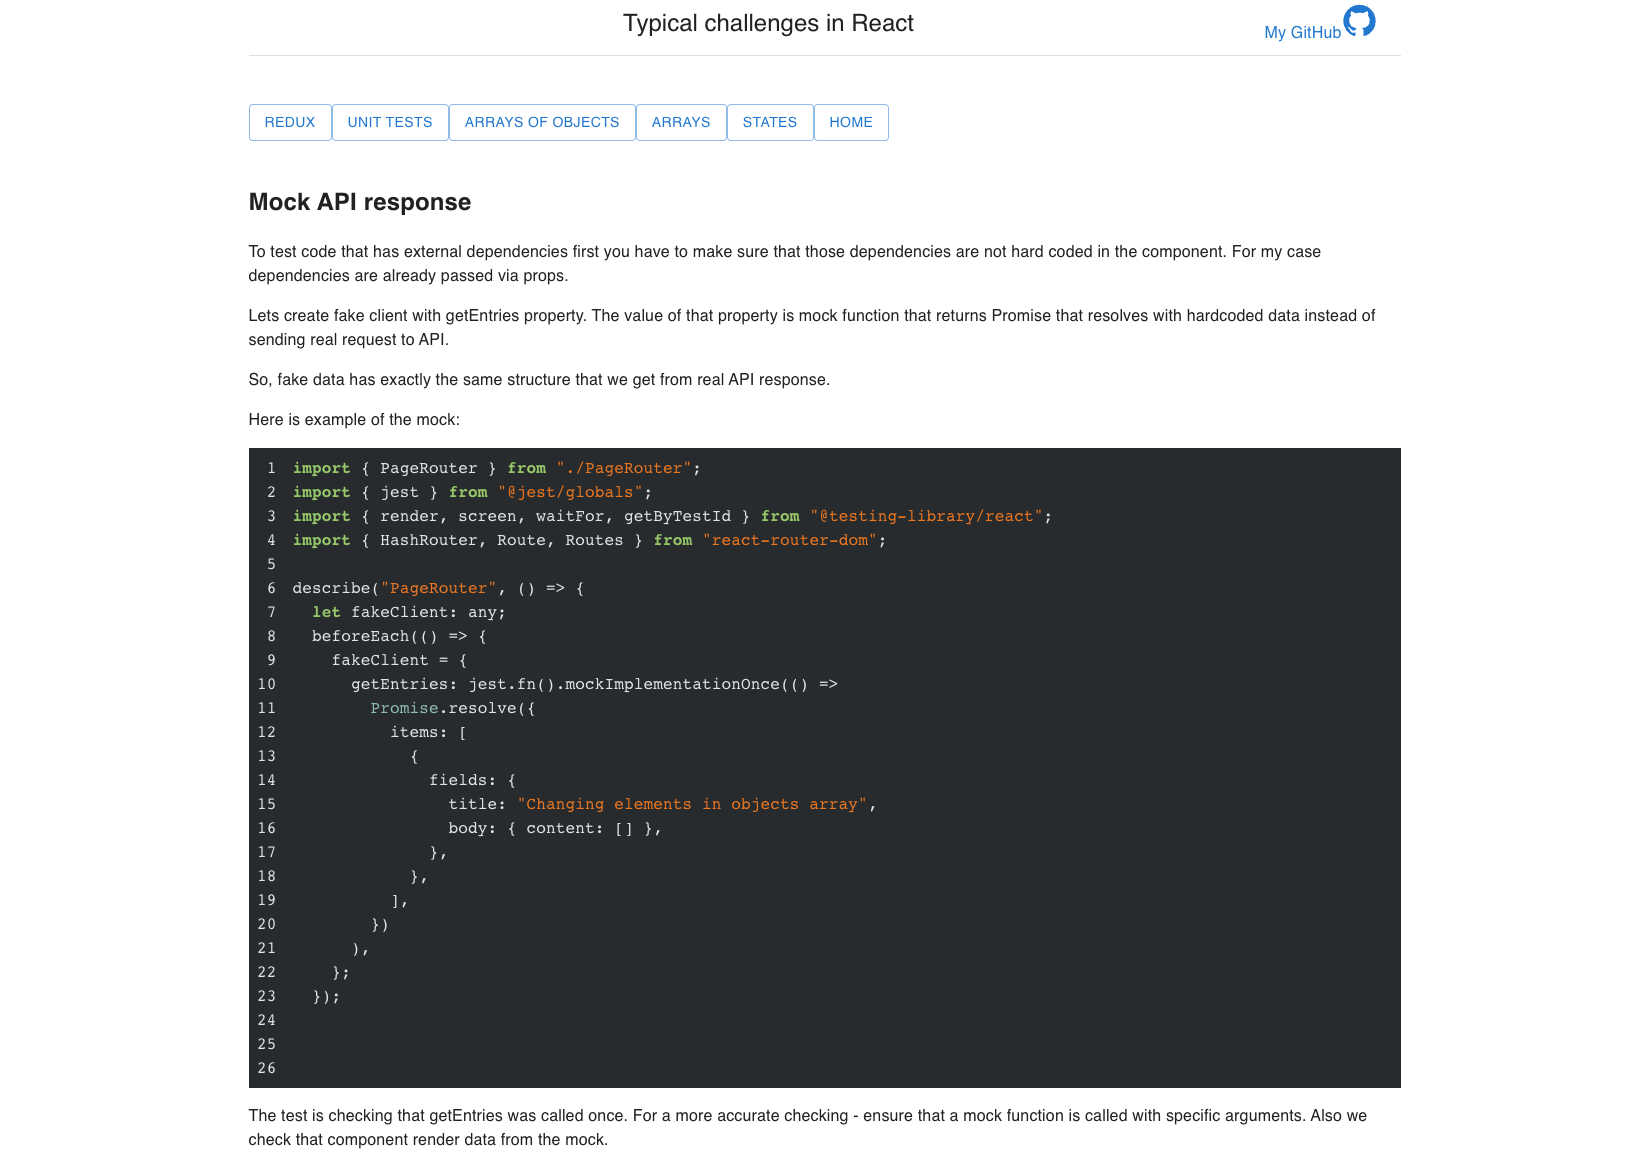 Typical challenges in React
My GitHub
REDUX UNIT TESTS ARRAYS OF OBJECTS ARRAYS STATES HOME
Mock API response
To test code that has external dependencies first you have to make sure that those dependencies are not hard coded in the component. For my case
dependencies are already passed via props.
Lets create fake client with getEntries property. The value of that property is mock function that returns Promise that resolves with hardcoded data instead of
sending real request to API.
So, fake data has exactly the same structure that we get from real API response.
Here is example of the mock:
1 import { PageRouter } from "./PageRouter";
2 import { jest } from "@jest/globals";
3 import { render, screen, waitFor, getByTestId } from "@testing-library/react";
4 import { HashRouter, Route, Routes } from "react-router-dom";
5
6 describe("PageRouter", () => {
7   let fakeClient: any;
8   beforeEach(() => {
9     fakeClient = {
10       getEntries: jest.fn().mockImplementationOnce(() =>
11         Promise.resolve({
12           items: [
13             {
14               fields: {
15                 title: "Changing elements in objects array",
16                 body: { content: [] },
17               },
18             },
19           ],
20         })
21       ),
22     };
23   });
24
25
26
The test is checking that getEntries was called once. For a more accurate checking - ensure that a mock function is called with specific arguments. Also we
check that component render data from the mock.